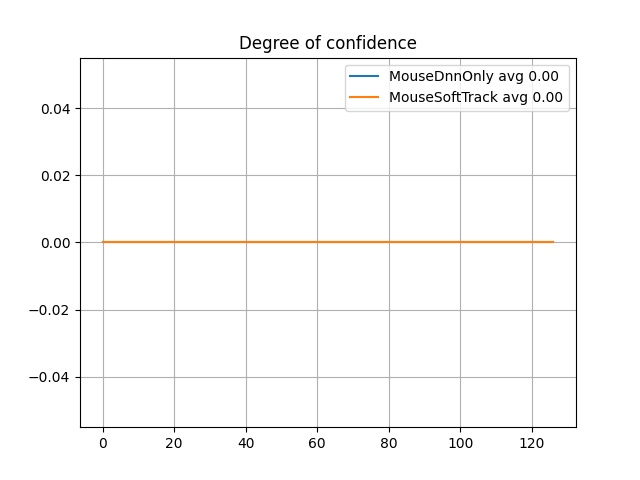 Degree of confidence
MouseDnnOnly avg 0.00
MouseSoftTrack avg 0.00
0.04
0.02
0.00
−0.02
−0.04
0 20 40 60 80 100 120